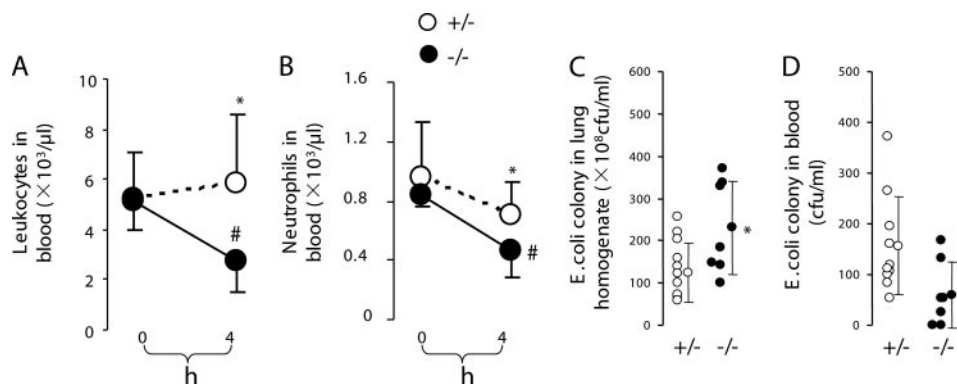 +/-
-/-
A
Leukocytes in
blood (×10³/μl)
10
8
6
4
2
0
*
#
0
4
h
B
Neutrophils in
blood (×10³/μl)
1.6
1.2
0.8
0.4
0
*
#
0
4
h
C
E.coli colony in lung
homogenate (×10⁸cfu/ml)
600
500
400
300
200
100
0
*
+/-
-/-
D
E.coli colony in blood
(cfu/ml)
500
400
300
200
100
0
+/-
-/-